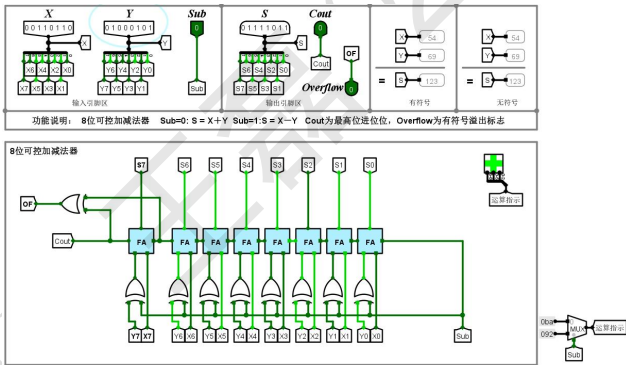 X Y Sub S Cout
00110110 01000101 0 01111011 0
X Y S OF
X6 X4 X2 X0 Y6 Y4 Y2 Y0 S6 S4 S2 S0 Cout
X7 X5 X3 X1 Y7 Y5 Y3 Y1 Sub S7 S5 S3 S1 Overflow 0
输入引脚区 输出引脚区
X 54 X 54
Y 69 Y 69
= S 123 = S 123
有符号 无符号
功能说明: 8位可控加减法器 Sub=0: S = X+Y Sub=1:S = X-Y Cout为最高位进位位,Overflow为有符号溢出标志
8位可控加减法器
S7 S6 S5 S4 S3 S2 S1 S0
运算指示
OF
Cout FA FA FA FA FA FA FA FA
Y7 X7 Y6 X6 Y5 X5 Y4 X4 Y3 X3 Y2 X2 Y1 X1 Y0 X0 Sub
0ba
092 MUX 运算指示
Sub